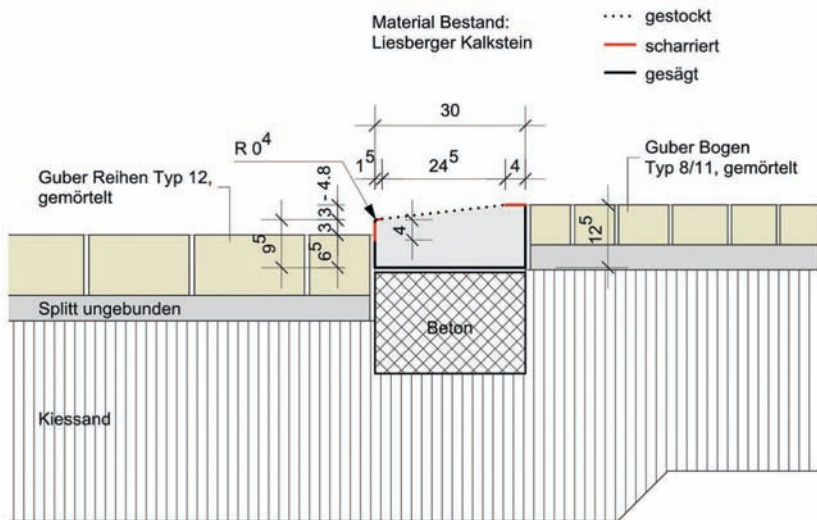 Material Bestand:
Liesberger Kalkstein
gestockt
scharriert
gesägt
30
R 0⁴
1⁵
24⁵
4
Guber Bogen
Typ 8/11, gemörtelt
Guber Reihen Typ 12,
gemörtelt
3 - 4.8
3
9⁵
6⁵
4
12⁵
Splitt ungebunden
Beton
Kiessand